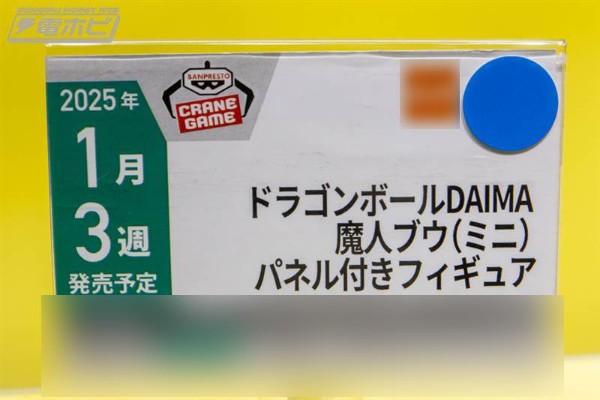 電ホビ
2025年
1月
3週
発売予定
BANPRESTO
CRANE
GAME
ドラゴンボールDAIMA
魔人ブウ(ミニ)
パネル付きフィギュア